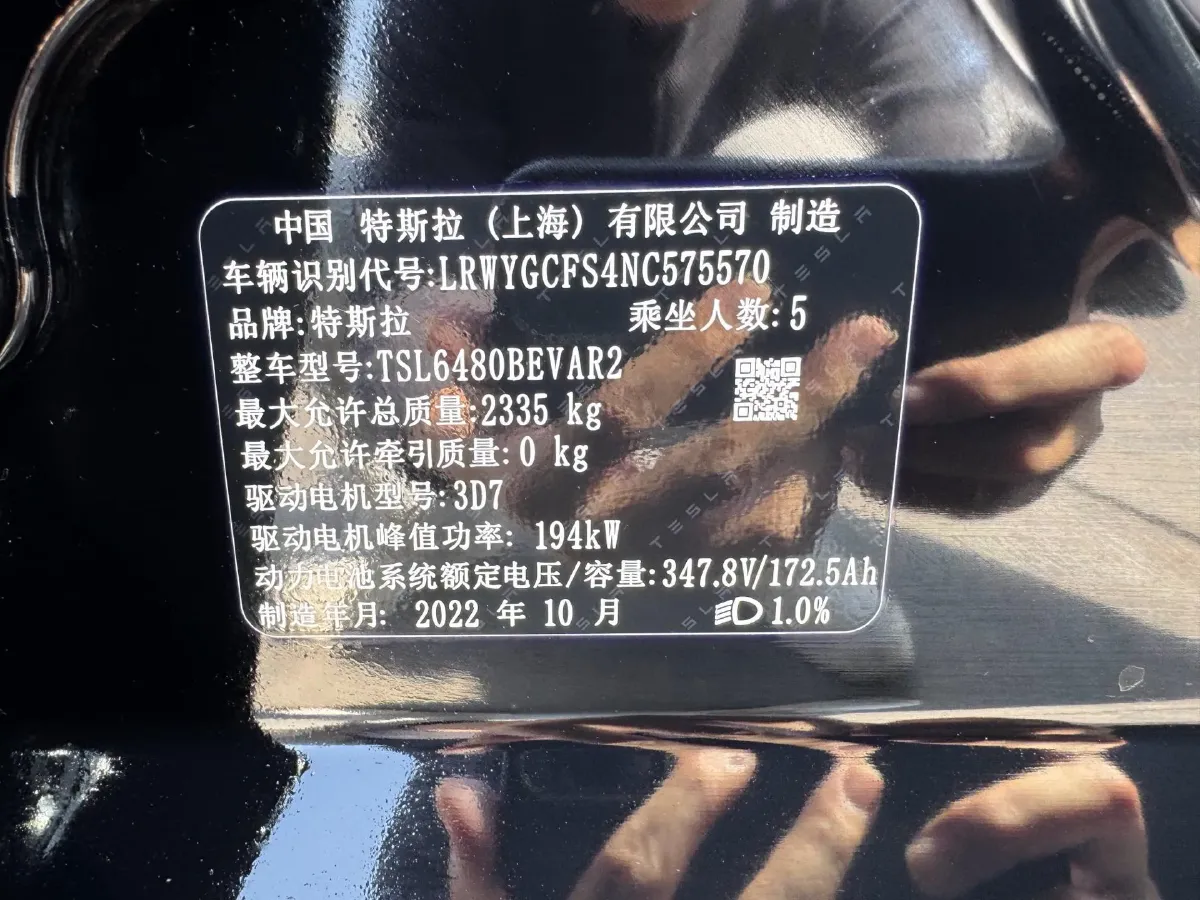 中国 特斯拉（上海）有限公司 制造
车辆识别代号:LRWYGCFS4NC575570
品牌:特斯拉 乘坐人数:5
整车型号:TSL6480BEVAR2
最大允许总质量:2335 kg
最大允许牵引质量:0 kg
驱动电机型号:3D7
驱动电机峰值功率: 194kW
动力电池系统额定电压/容量:347.8V/172.5Ah
制造年月: 2022 年 10 月 1.0%
TESLA